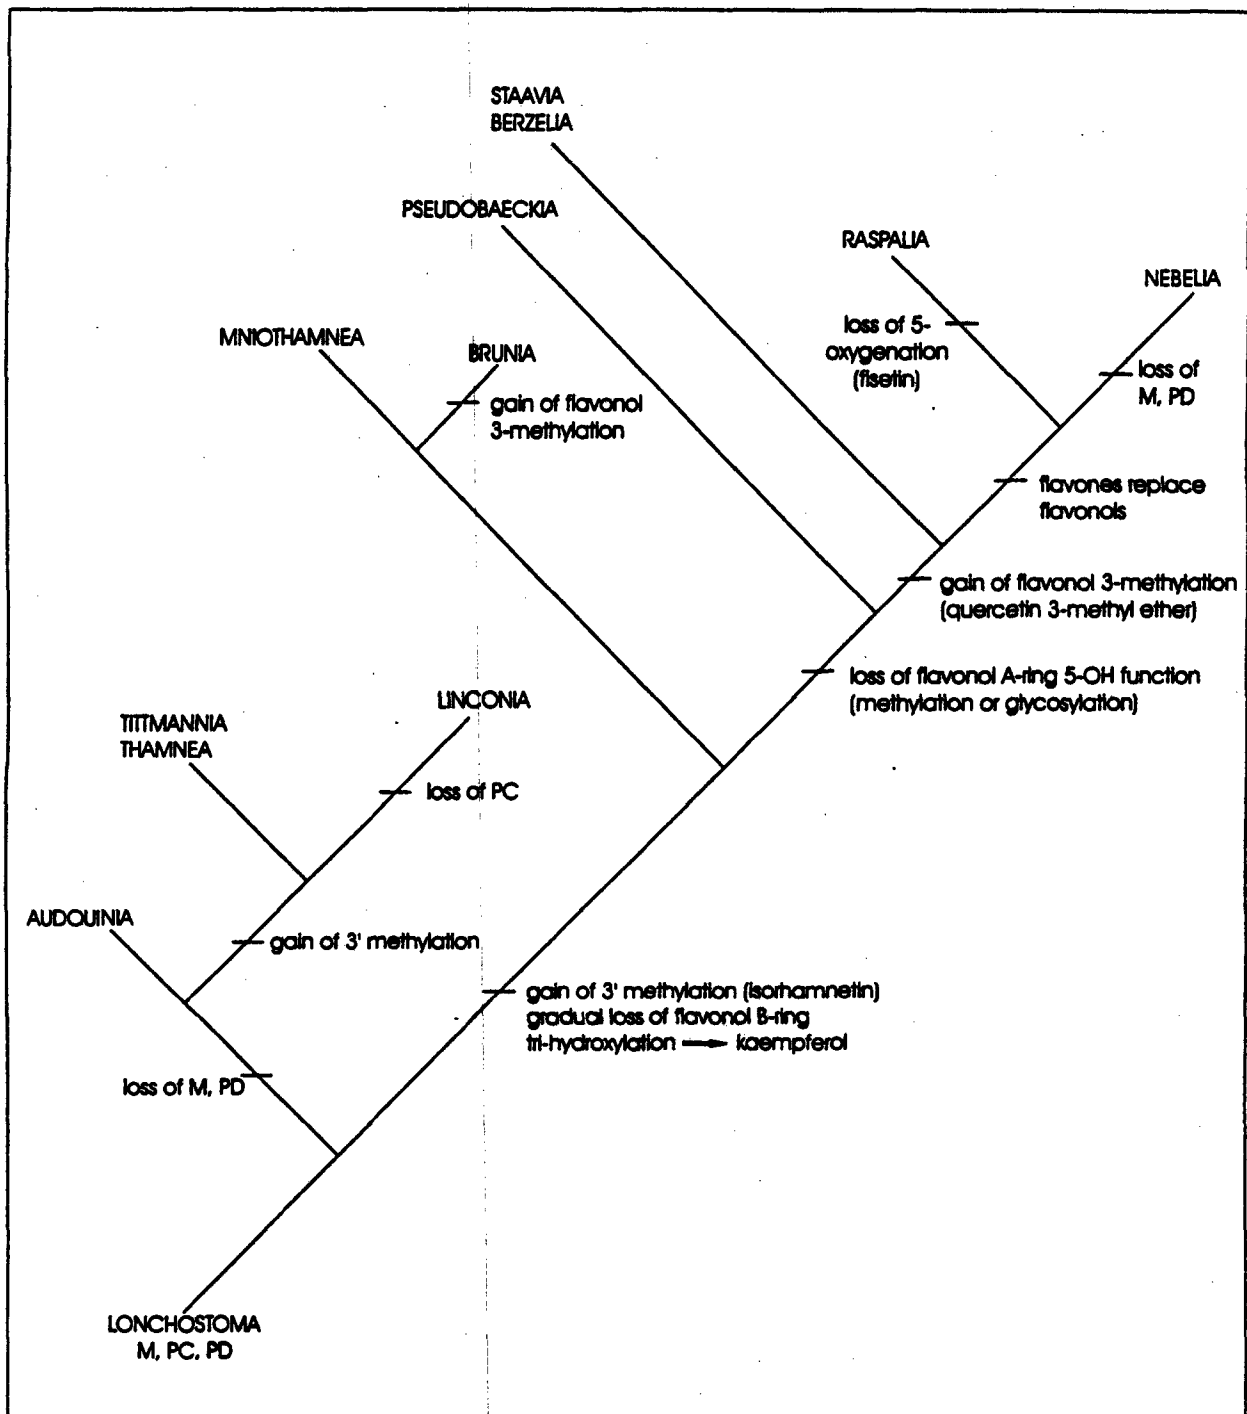 STAAVIA
BERZELIA
PSEUDOBAECKIA
RASPALIA
NEBELIA
MNIOTHAMNEA
BRUNIA
loss of 5-
oxygenation
(fisetin)
loss of
M, PD
gain of flavonol
3-methylation
flavones replace
flavonols
gain of flavonol 3-methylation
(quercetin 3-methyl ether)
loss of flavonol A-ring 5-OH function
(methylation or glycosylation)
LINCONIA
TITTMANNIA
THAMNEA
loss of PC
AUDOUINIA
gain of 3' methylation
gain of 3' methylation (isorhamnetin)
gradual loss of flavonol B-ring
tri-hydroxylation → kaempferol
loss of M, PD
LONCHOSTOMA
M, PC, PD